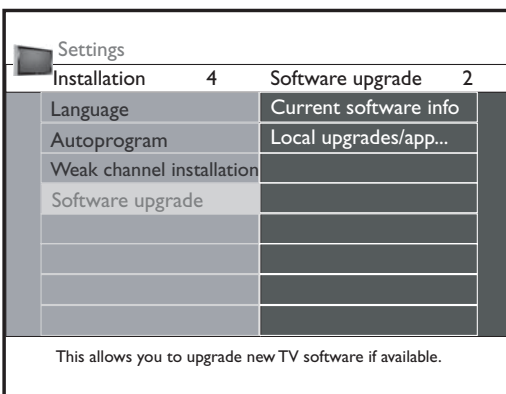 Settings
Installation 4 Software upgrade 2
Language Current software info
Autoprogram Local upgrades/app...
Weak channel installation
Software upgrade
This allows you to upgrade new TV software if available.